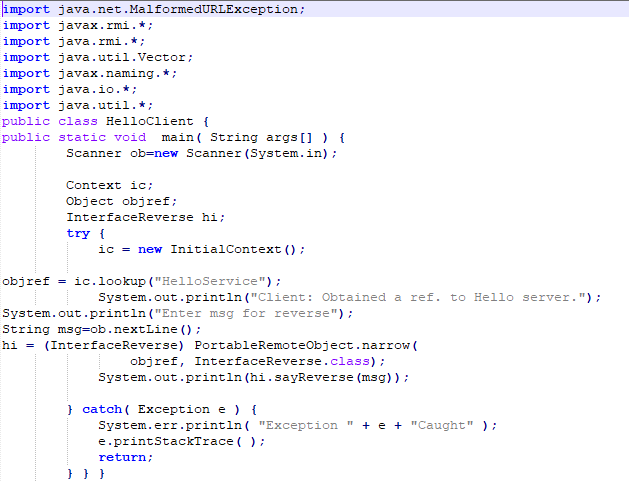 import java.net.MalformedURLException;
import javax.rmi.*;
import java.rmi.*;
import java.util.Vector;
import javax.naming.*;
import java.io.*;
import java.util.*;
public class HelloClient {
public static void  main( String args[] ) {
        Scanner ob=new Scanner(System.in);

        Context ic;
        Object objref;
        InterfaceReverse hi;
        try {
            ic = new InitialContext();

objref = ic.lookup("HelloService");
            System.out.println("Client: Obtained a ref. to Hello server.");
System.out.println("Enter msg for reverse");
String msg=ob.nextLine();
hi = (InterfaceReverse) PortableRemoteObject.narrow(
                objref, InterfaceReverse.class);
            System.out.println(hi.sayReverse(msg));

        } catch( Exception e ) {
            System.err.println( "Exception " + e + "Caught" );
            e.printStackTrace( );
            return;
        } } }